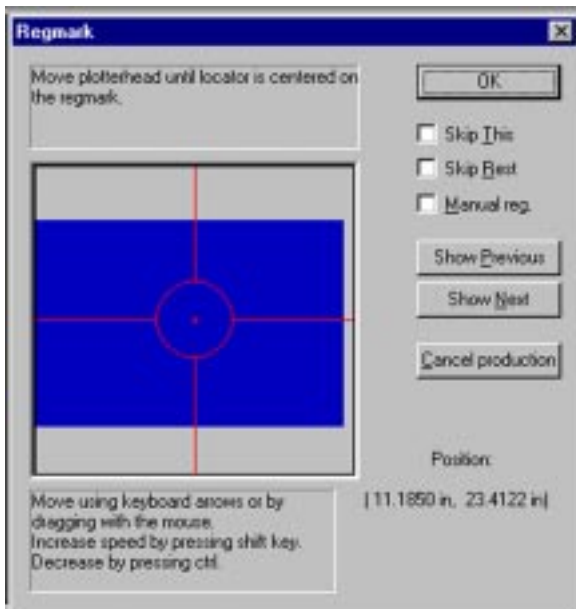 Regmark
Move plotterhead until locator is centered on
the regmark.
OK
Skip This
Skip Rest
Manual reg.
Show Previous
Show Next
Cancel production
Position:
( 11.1850 in, 23.4122 in)
Move using keyboard arrows or by
dragging with the mouse.
Increase speed by pressing shift key.
Decrease by pressing ctrl.